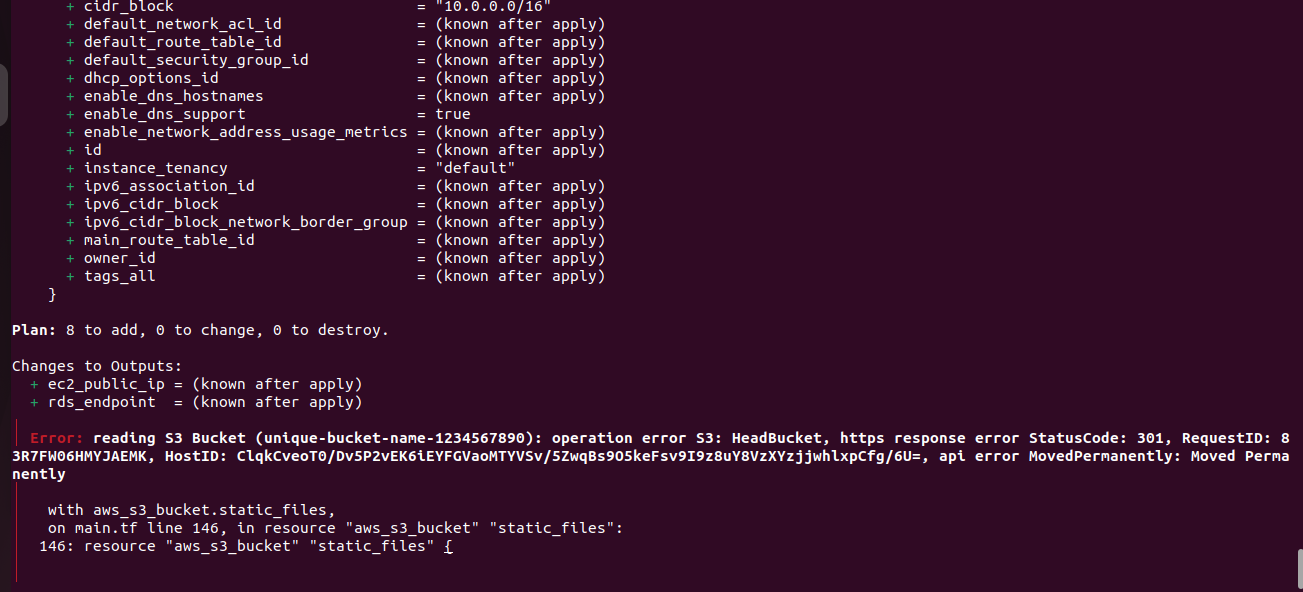 + cidr_block = "10.0.0.0/16"
+ default_network_acl_id = (known after apply)
+ default_route_table_id = (known after apply)
+ default_security_group_id = (known after apply)
+ dhcp_options_id = (known after apply)
+ enable_dns_hostnames = (known after apply)
+ enable_dns_support = true
+ enable_network_address_usage_metrics = (known after apply)
+ id = (known after apply)
+ instance_tenancy = "default"
+ ipv6_association_id = (known after apply)
+ ipv6_cidr_block = (known after apply)
+ ipv6_cidr_block_network_border_group = (known after apply)
+ main_route_table_id = (known after apply)
+ owner_id = (known after apply)
+ tags_all = (known after apply)
}
Plan: 8 to add, 0 to change, 0 to destroy.
Changes to Outputs:
+ ec2_public_ip = (known after apply)
+ rds_endpoint = (known after apply)
Error: reading S3 Bucket (unique-bucket-name-1234567890): operation error S3: HeadBucket, https response error StatusCode: 301, RequestID: 8
3R7FW06HMYJAEMK, HostID: ClqkCveoT0/Dv5P2vEK6iEYFGVaoMTYVSv/5ZwqBs9O5keFsv9I9z8uY8VzXYzjjwhlxpCfg/6U=, api error MovedPermanently: Moved Perma
nently
with aws_s3_bucket.static_files,
on main.tf line 146, in resource "aws_s3_bucket" "static_files":
146: resource "aws_s3_bucket" "static_files" {